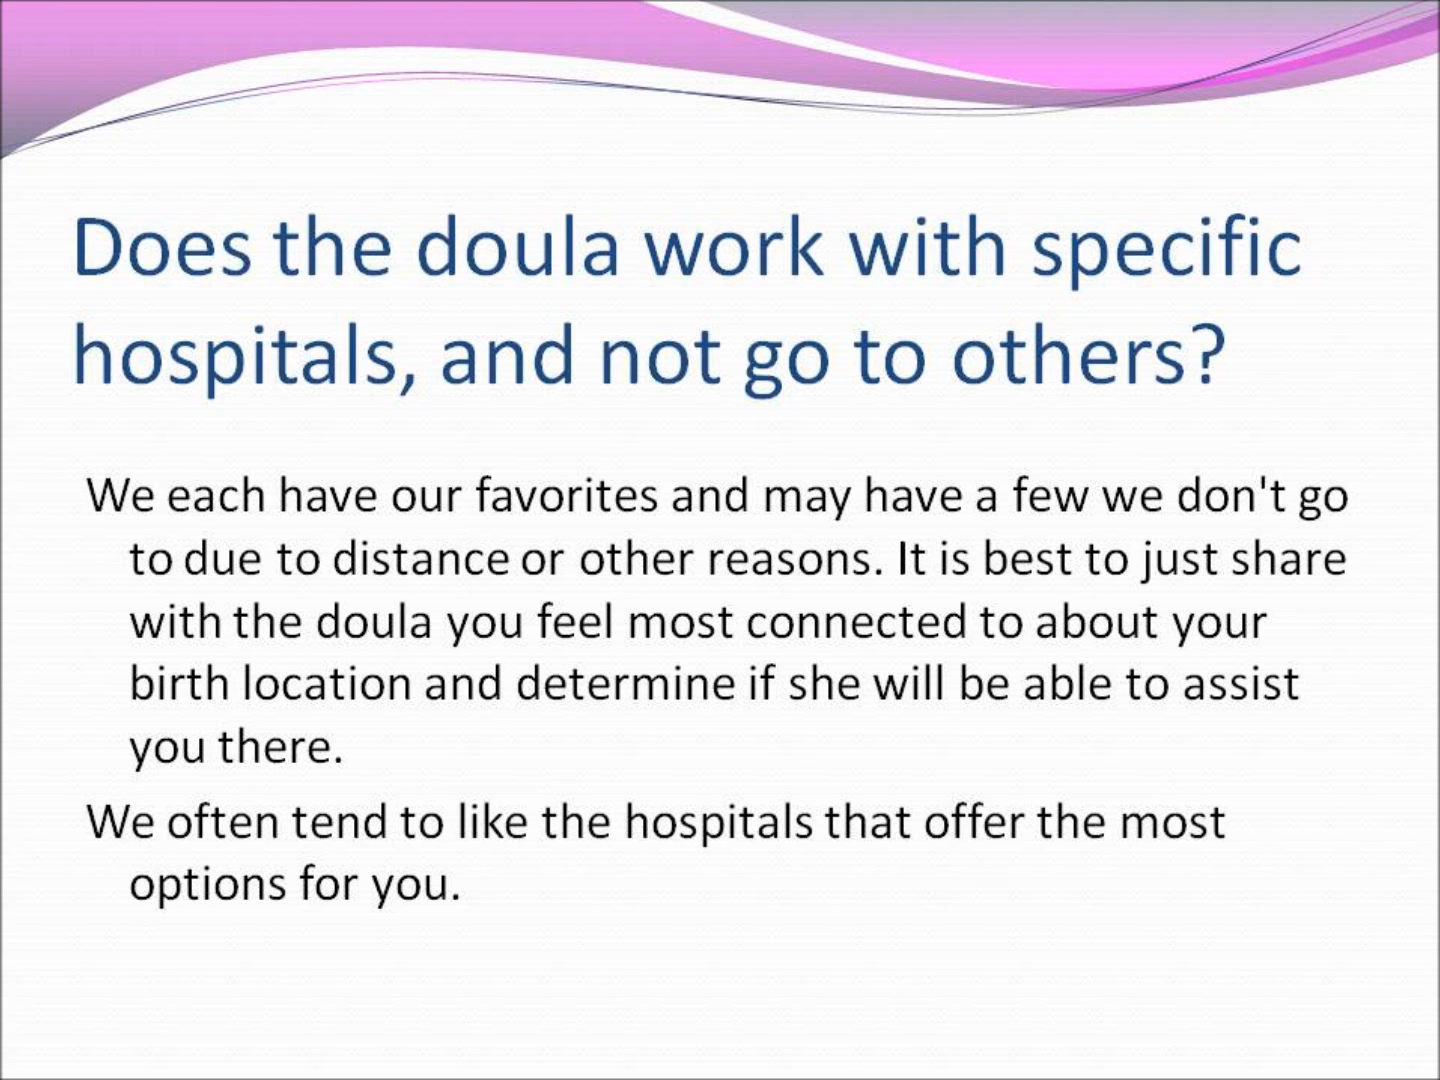 Does the doula work with specific
hospitals, and not go to others?
We each have our favorites and may have a few we don't go
to due to distance or other reasons. It is best to just share
with the doula you feel most connected to about your
birth location and determine if she will be able to assist
you there.
We often tend to like the hospitals that offer the most
options for you.